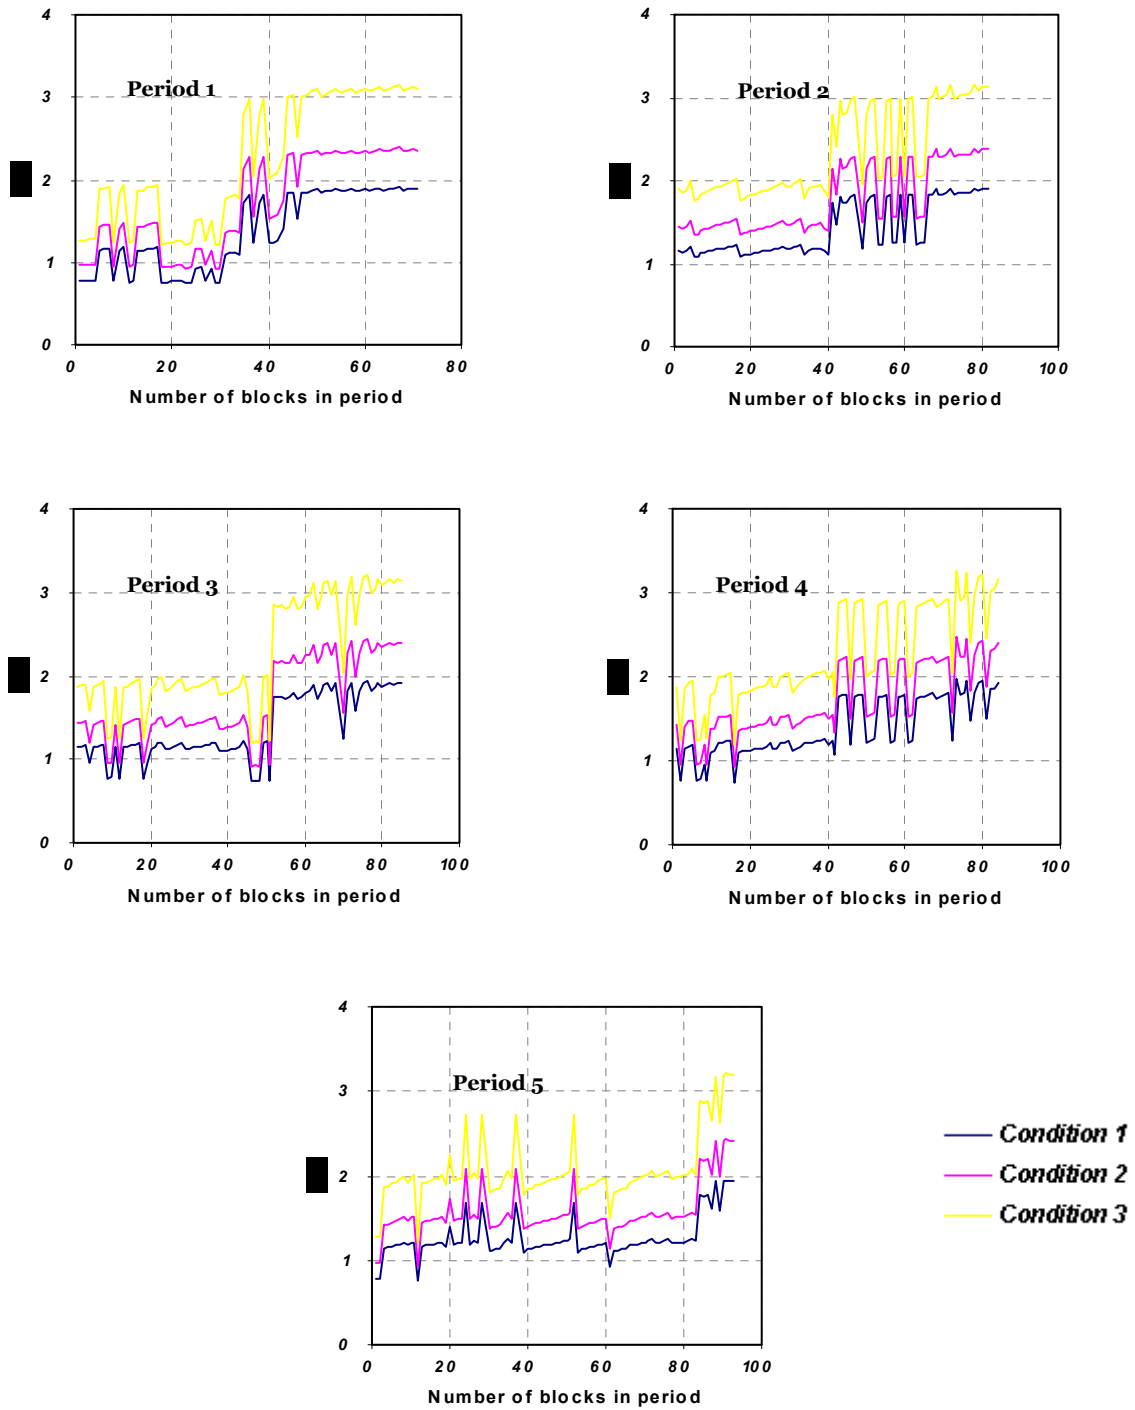 4
4
Period 1
Period 2
3
3
2
2
1
1
0
0
0 20 40 60 80
0 20 40 60 80 100
Number of blocks in period
Number of blocks in period
4
4
Period 3
Period 4
3
3
2
2
1
1
0
0
0 20 40 60 80 100
0 20 40 60 80 100
Number of blocks in period
Number of blocks in period
4
Period 5
3
2
1
0
0 20 40 60 80 100
Number of blocks in period
Condition 1
Condition 2
Condition 3